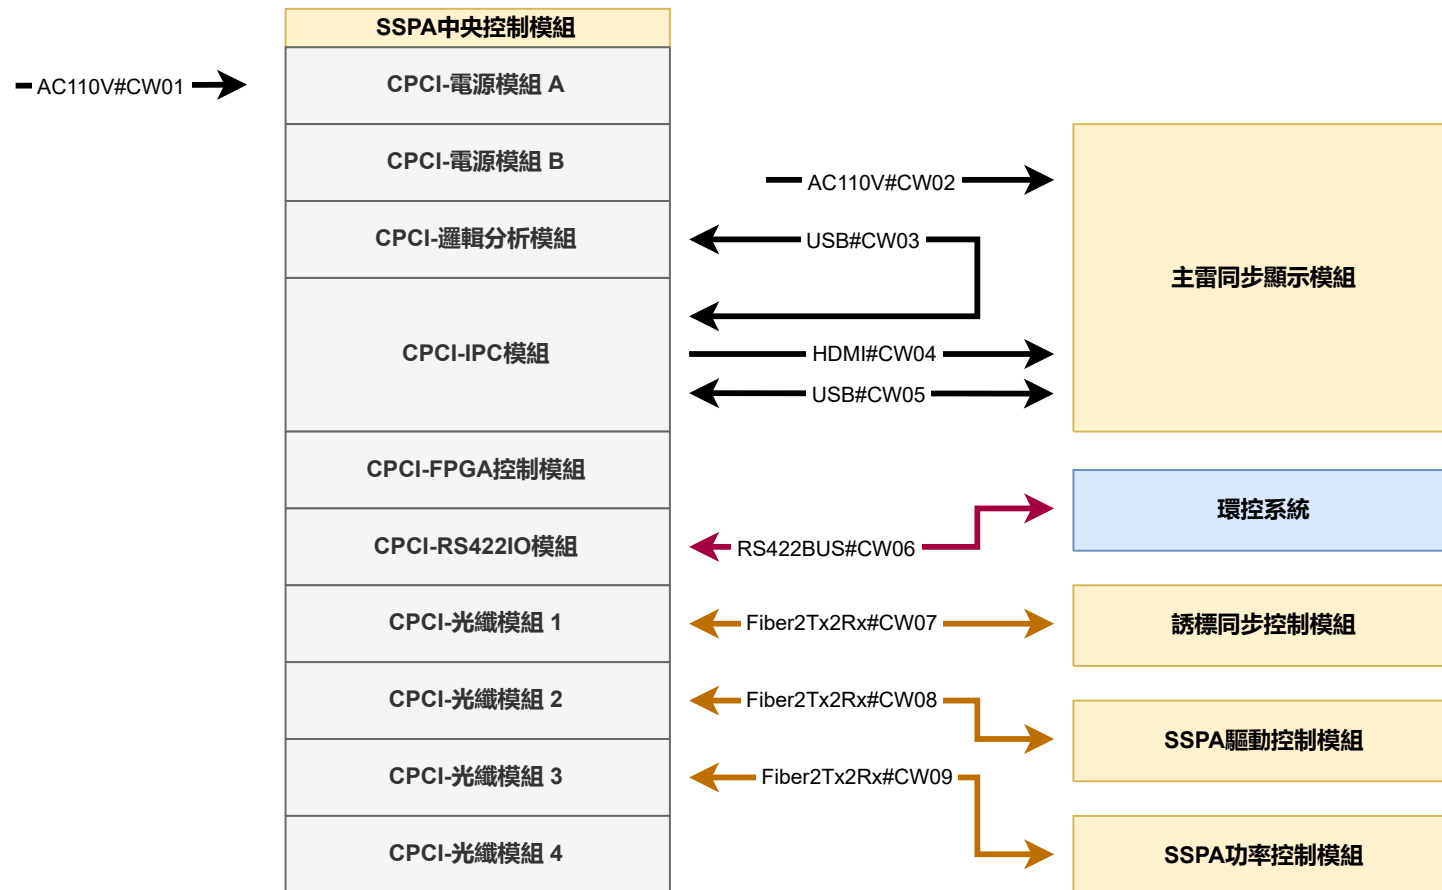 SSPA中央控制模組
AC110V#CW01
CPCI-電源模組 A
CPCI-電源模組 B
AC110V#CW02
CPCI-邏輯分析模組
USB#CW03
主雷同步顯示模組
CPCI-IPC模組
HDMI#CW04
USB#CW05
CPCI-FPGA控制模組
環控系統
CPCI-RS422IO模組
RS422BUS#CW06
CPCI-光纖模組 1
Fiber2Tx2Rx#CW07
誘標同步控制模組
CPCI-光纖模組 2
Fiber2Tx2Rx#CW08
SSPA驅動控制模組
CPCI-光纖模組 3
Fiber2Tx2Rx#CW09
CPCI-光纖模組 4
SSPA功率控制模組